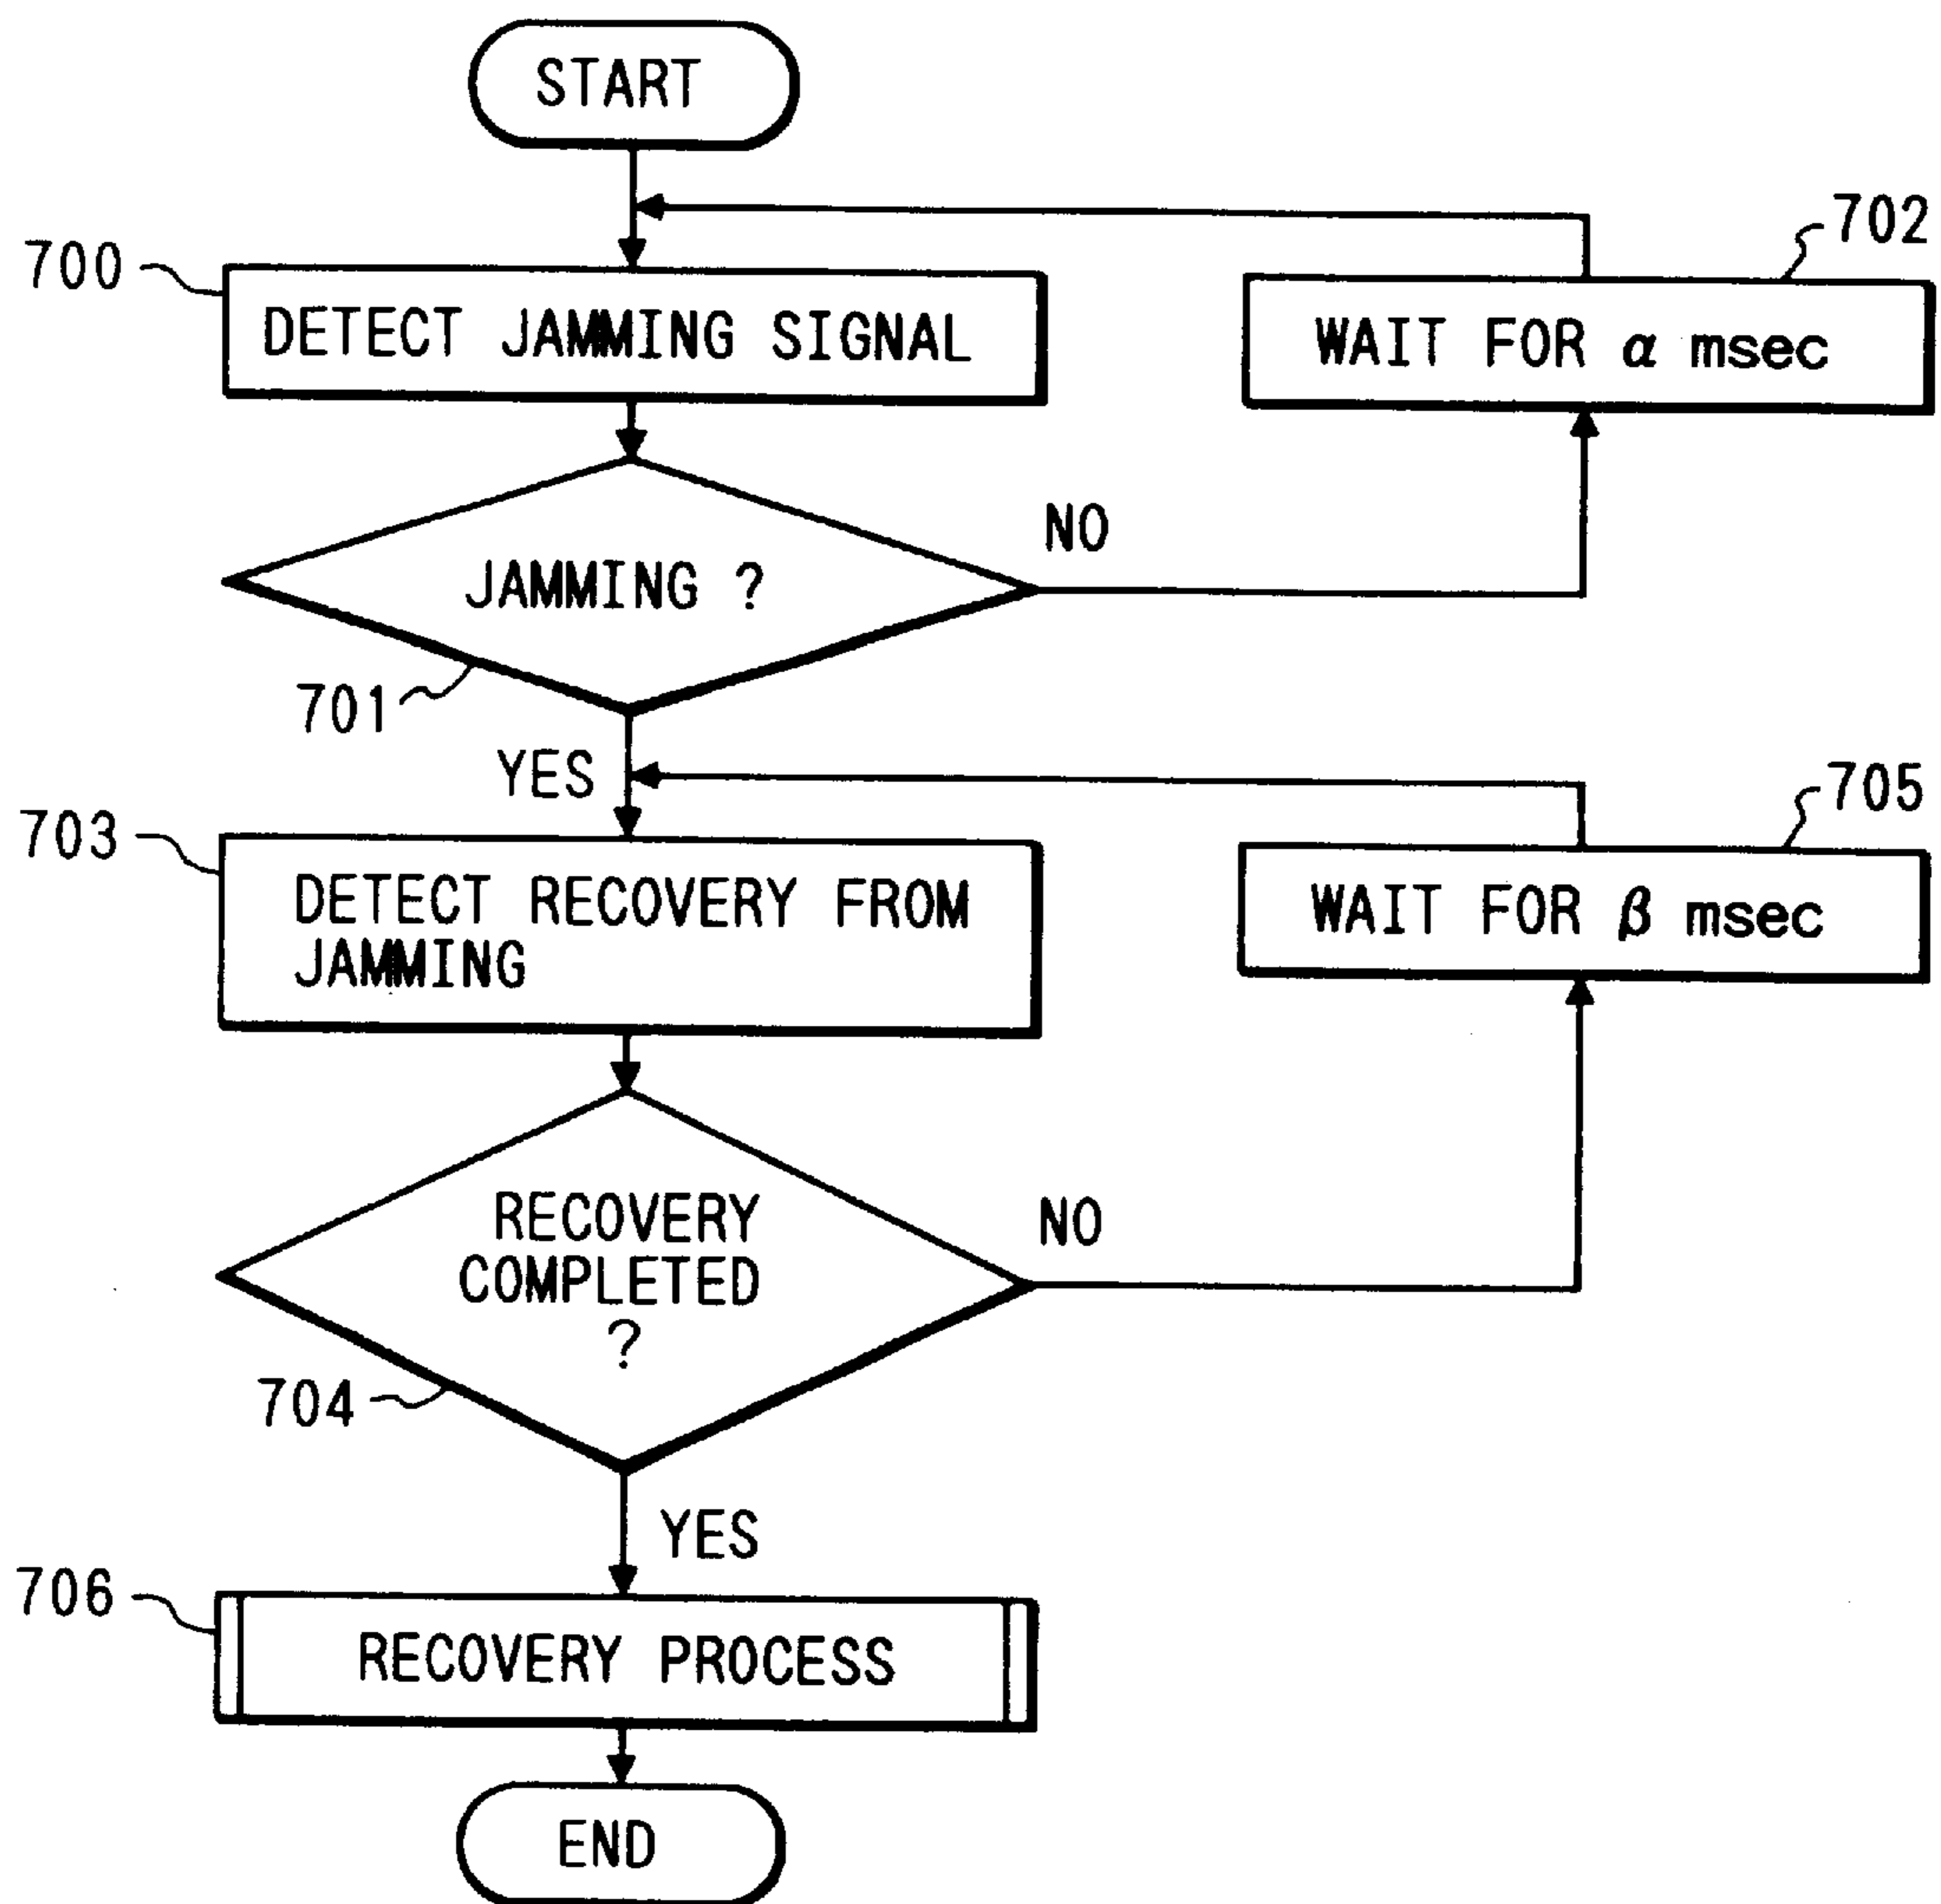 START
702
700
DETECT JAMMING SIGNAL
WAIT FOR α msec
NO
JAMMING ?
701
YES
705
703
DETECT RECOVERY FROM
JAMMING
WAIT FOR β msec
RECOVERY
COMPLETED
?
NO
704
YES
706
RECOVERY PROCESS
END